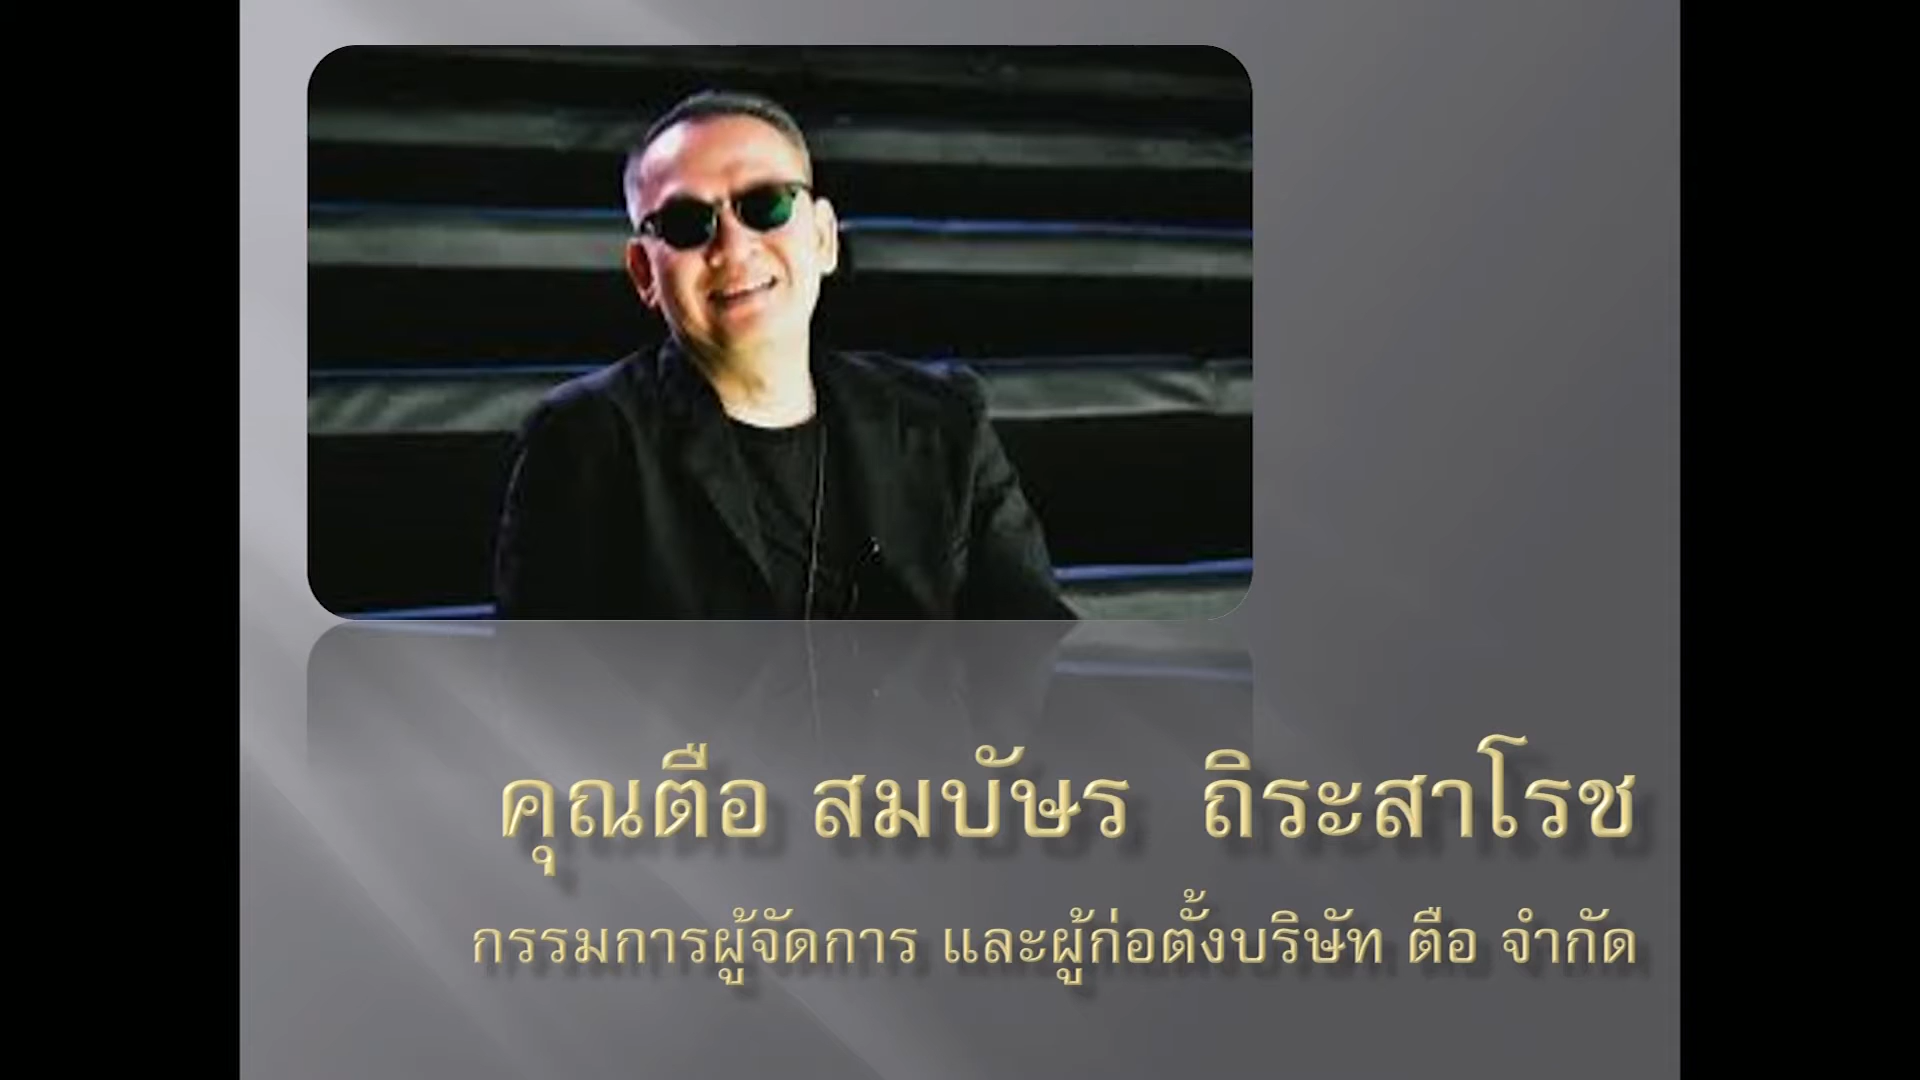 คุณตือ สมบัษร ถิระสาโรช
กรรมการผู้จัดการ และผู้ก่อตั้งบริษัท ตือ จำกัด